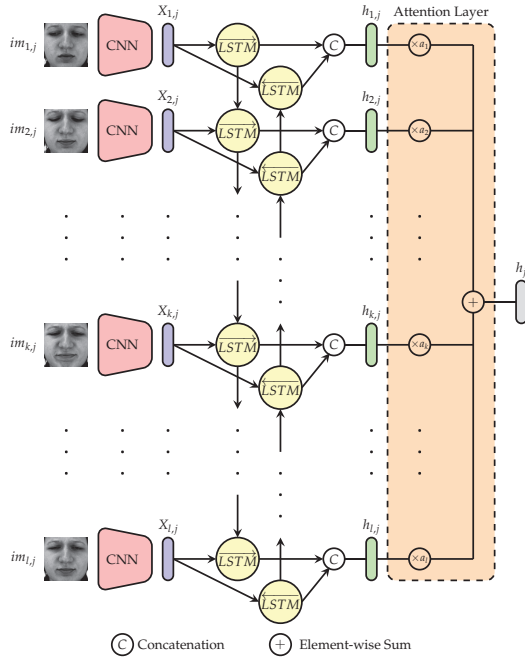 Attention Layer
im₁,ⱼ CNN X₁,ⱼ LSTM C h₁,ⱼ ×a₁
LSTM
im₂,ⱼ CNN X₂,ⱼ LSTM C h₂,ⱼ ×a₂
LSTM
hⱼ
+
imₖ,ⱼ CNN Xₖ,ⱼ LSTM C hₖ,ⱼ ×aₖ
LSTM
imₗ,ⱼ CNN Xₗ,ⱼ LSTM C hₗ,ⱼ ×aₗ
LSTM
C Concatenation + Element-wise Sum